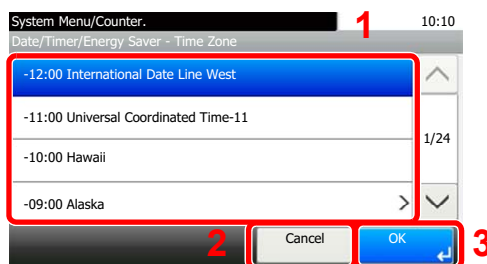 System Menu/Counter. 1 10:10
Date/Timer/Energy Saver - Time Zone
-12:00 International Date Line West
-11:00 Universal Coordinated Time-11
1/24
-10:00 Hawaii
-09:00 Alaska
2 Cancel OK 3